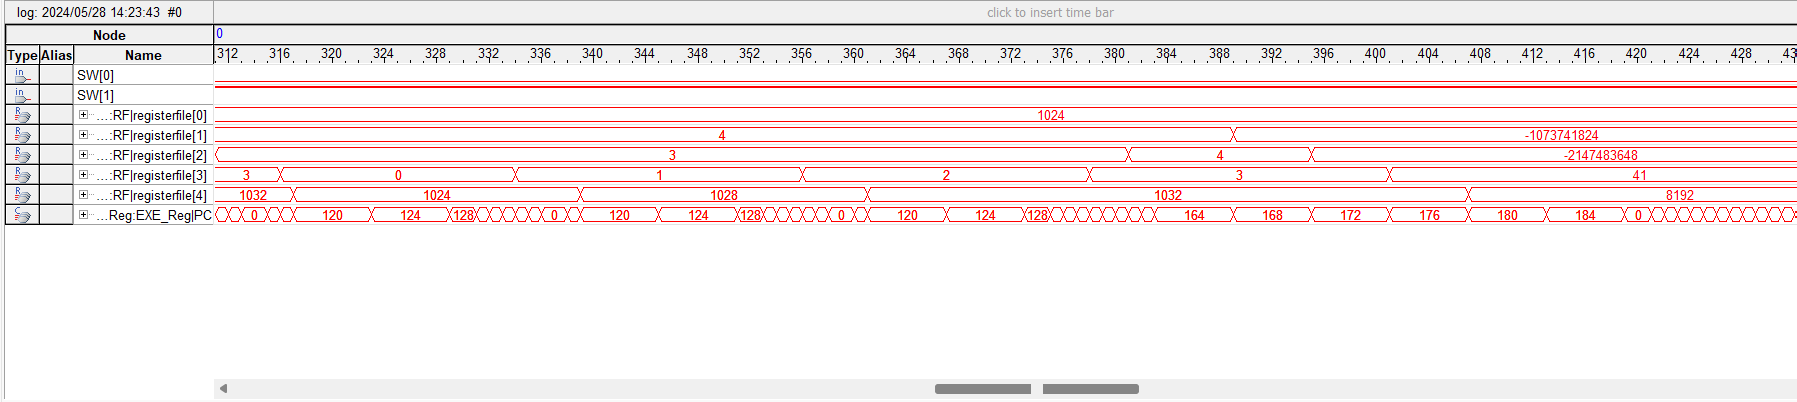 log: 2024/05/28 14:23:43 #0 click to insert time bar
Node 0
Type Alias Name 312 316 320 324 328 332 336 340 344 348 352 356 360 364 368 372 376 380 384 388 392 396 400 404 408 412 416 420 424 428 43
in SW[0]
in SW[1]
R ...:RF|registerfile[0] 1024
R ...:RF|registerfile[1] 4 -1073741824
R ...:RF|registerfile[2] 3 4 -2147483648
R ...:RF|registerfile[3] 3 0 1 2 3 41
R ...:RF|registerfile[4] 1032 1024 1028 1032 8192
C ...Reg:EXE_Reg|PC 0 120 124 128 0 120 124 128 0 120 124 128 164 168 172 176 180 184 0